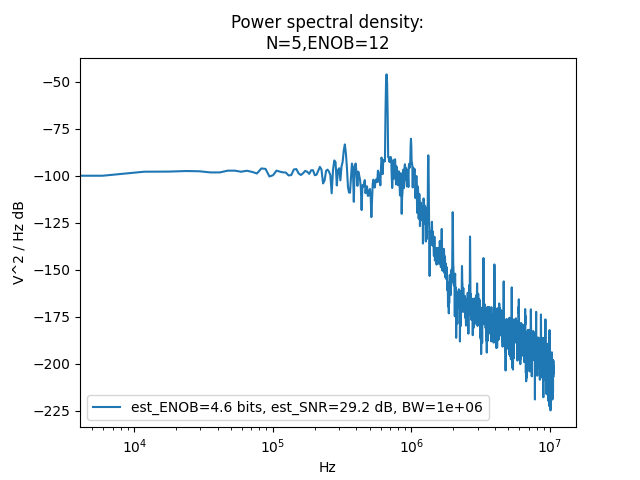 Power spectral density:
N=5,ENOB=12
V^2 / Hz dB
−50
−75
−100
−125
−150
−175
−200
−225
est_ENOB=4.6 bits, est_SNR=29.2 dB, BW=1e+06
10^4
10^5
10^6
10^7
Hz